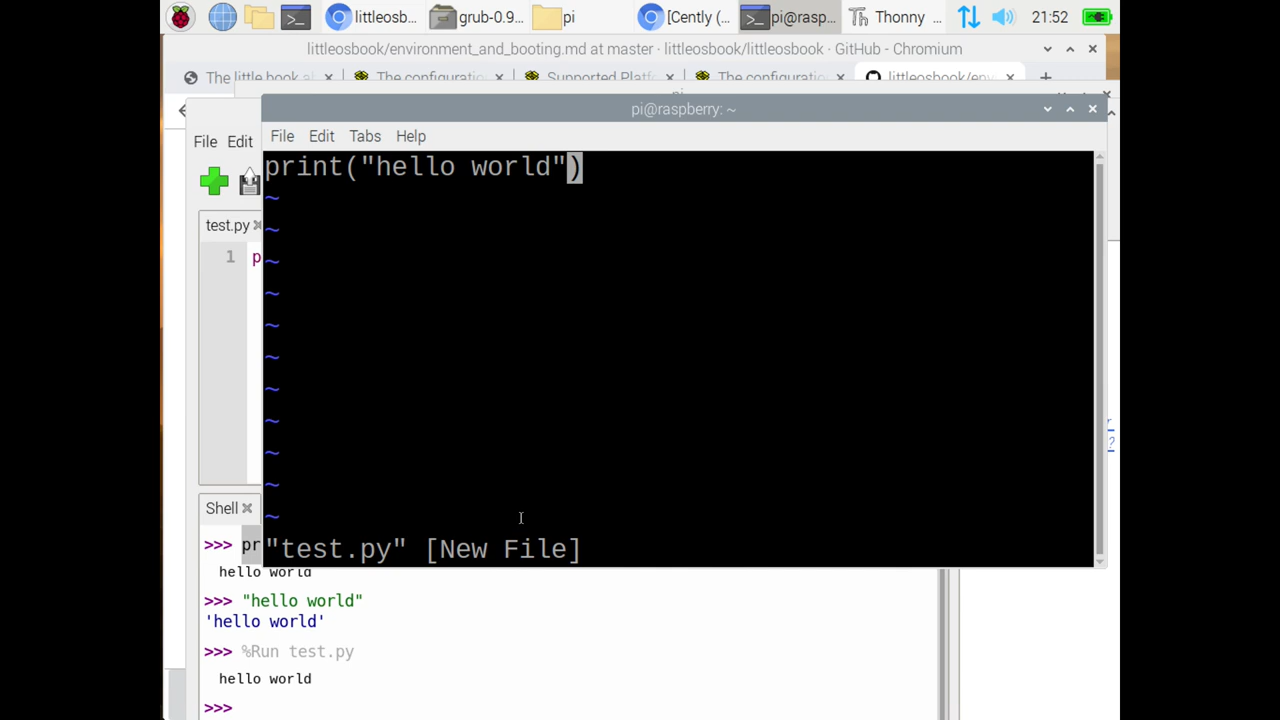 littleosb...
grub-0.9...
pi
[Cently (...
pi@rasp...
Thonny ...
21:52
littleosbook/environment_and_booting.md at master · littleosbook/littleosbook · GitHub - Chromium
The little book
The configuratio
Supported Platf
The configuratio
littleosbook/en
pi@raspberry: ~
File Edit
File Edit Tabs Help
print("hello world")
~
~
~
~
~
~
~
~
~
~
~
"test.py" [New File]
test.py
1 p
Shell
>>> pr
hello world
>>> "hello world"
'hello world'
>>> %Run test.py
hello world
>>>